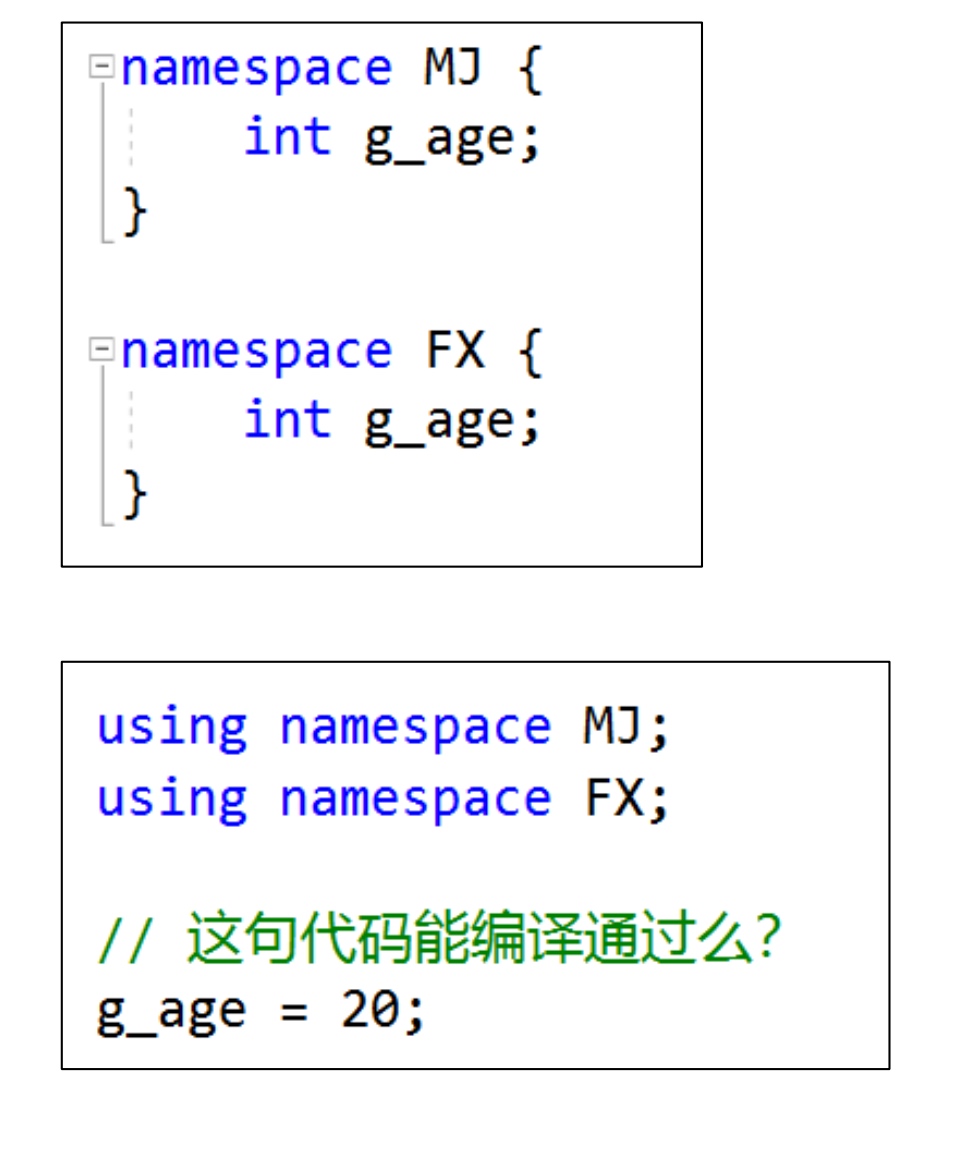 namespace MJ {
    int g_age;
}
namespace FX {
    int g_age;
}
using namespace MJ;
using namespace FX;
// 这句代码能编译通过么?
g_age = 20;